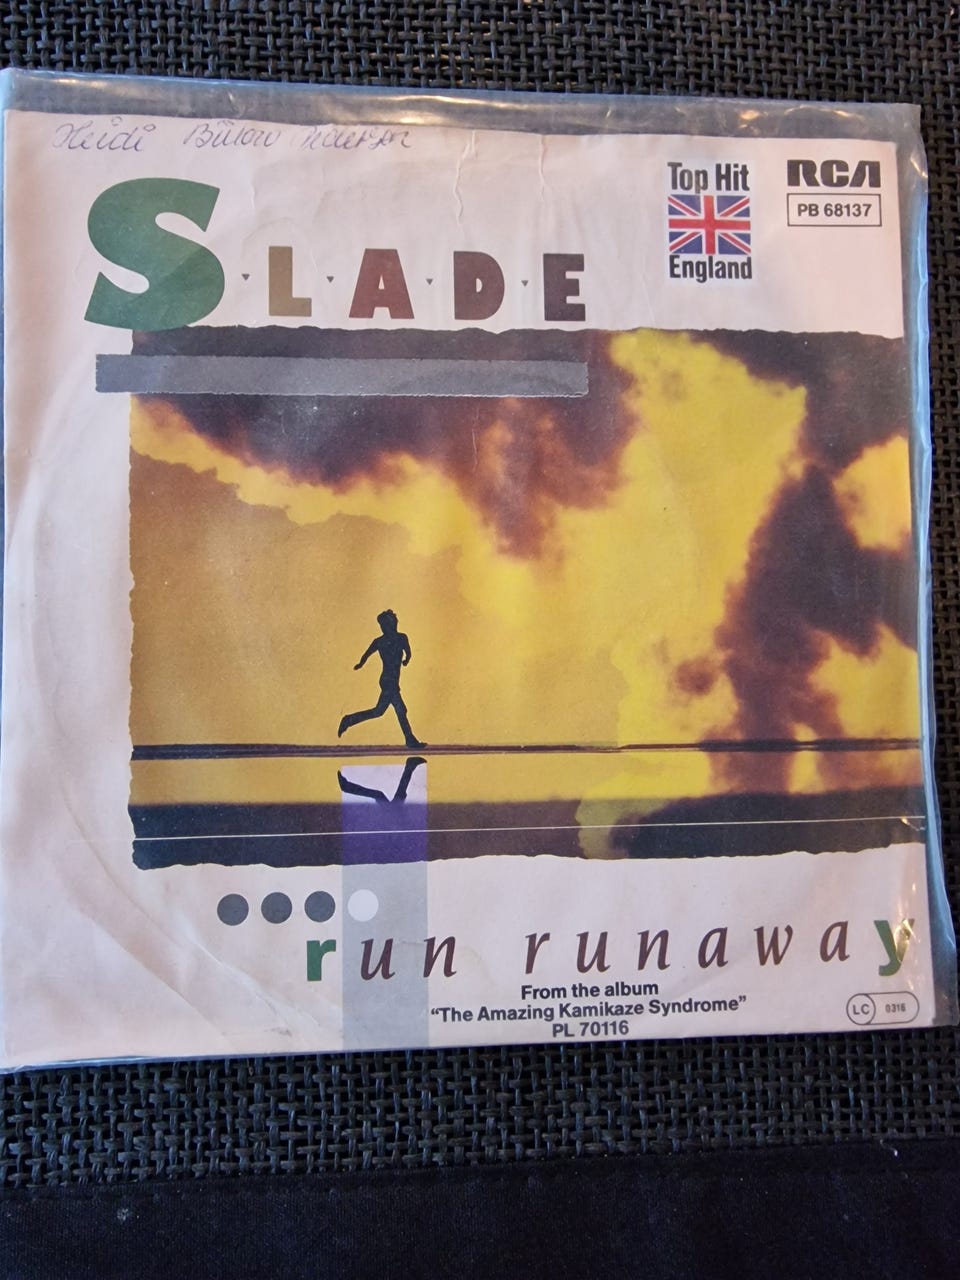 Heidi Bülow
S·L·A·D·E
Top Hit
England
RCA
PB 68137
run runaway
From the album
“The Amazing Kamikaze Syndrome”
PL 70116
LC 0316